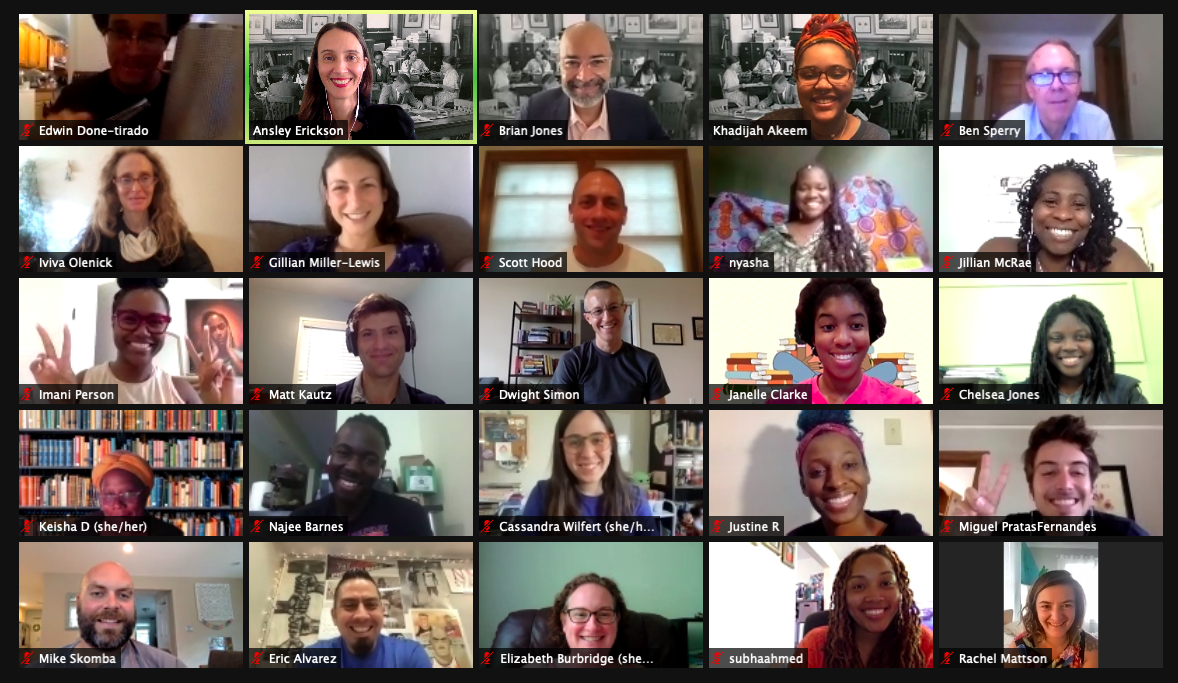 Edwin Done-tirado
Ansley Erickson
Brian Jones
Khadijah Akeem
Ben Sperry
Iviva Olenick
Gillian Miller-Lewis
Scott Hood
nyasha
Jillian McRae
Imani Person
Matt Kautz
Dwight Simon
Janelle Clarke
Chelsea Jones
Keisha D (she/her)
Najee Barnes
Cassandra Wilfert (she/h...
Justine R
Miguel PratasFernandes
Mike Skomba
Eric Alvarez
Elizabeth Burbridge (she...
subhaahmed
Rachel Mattson